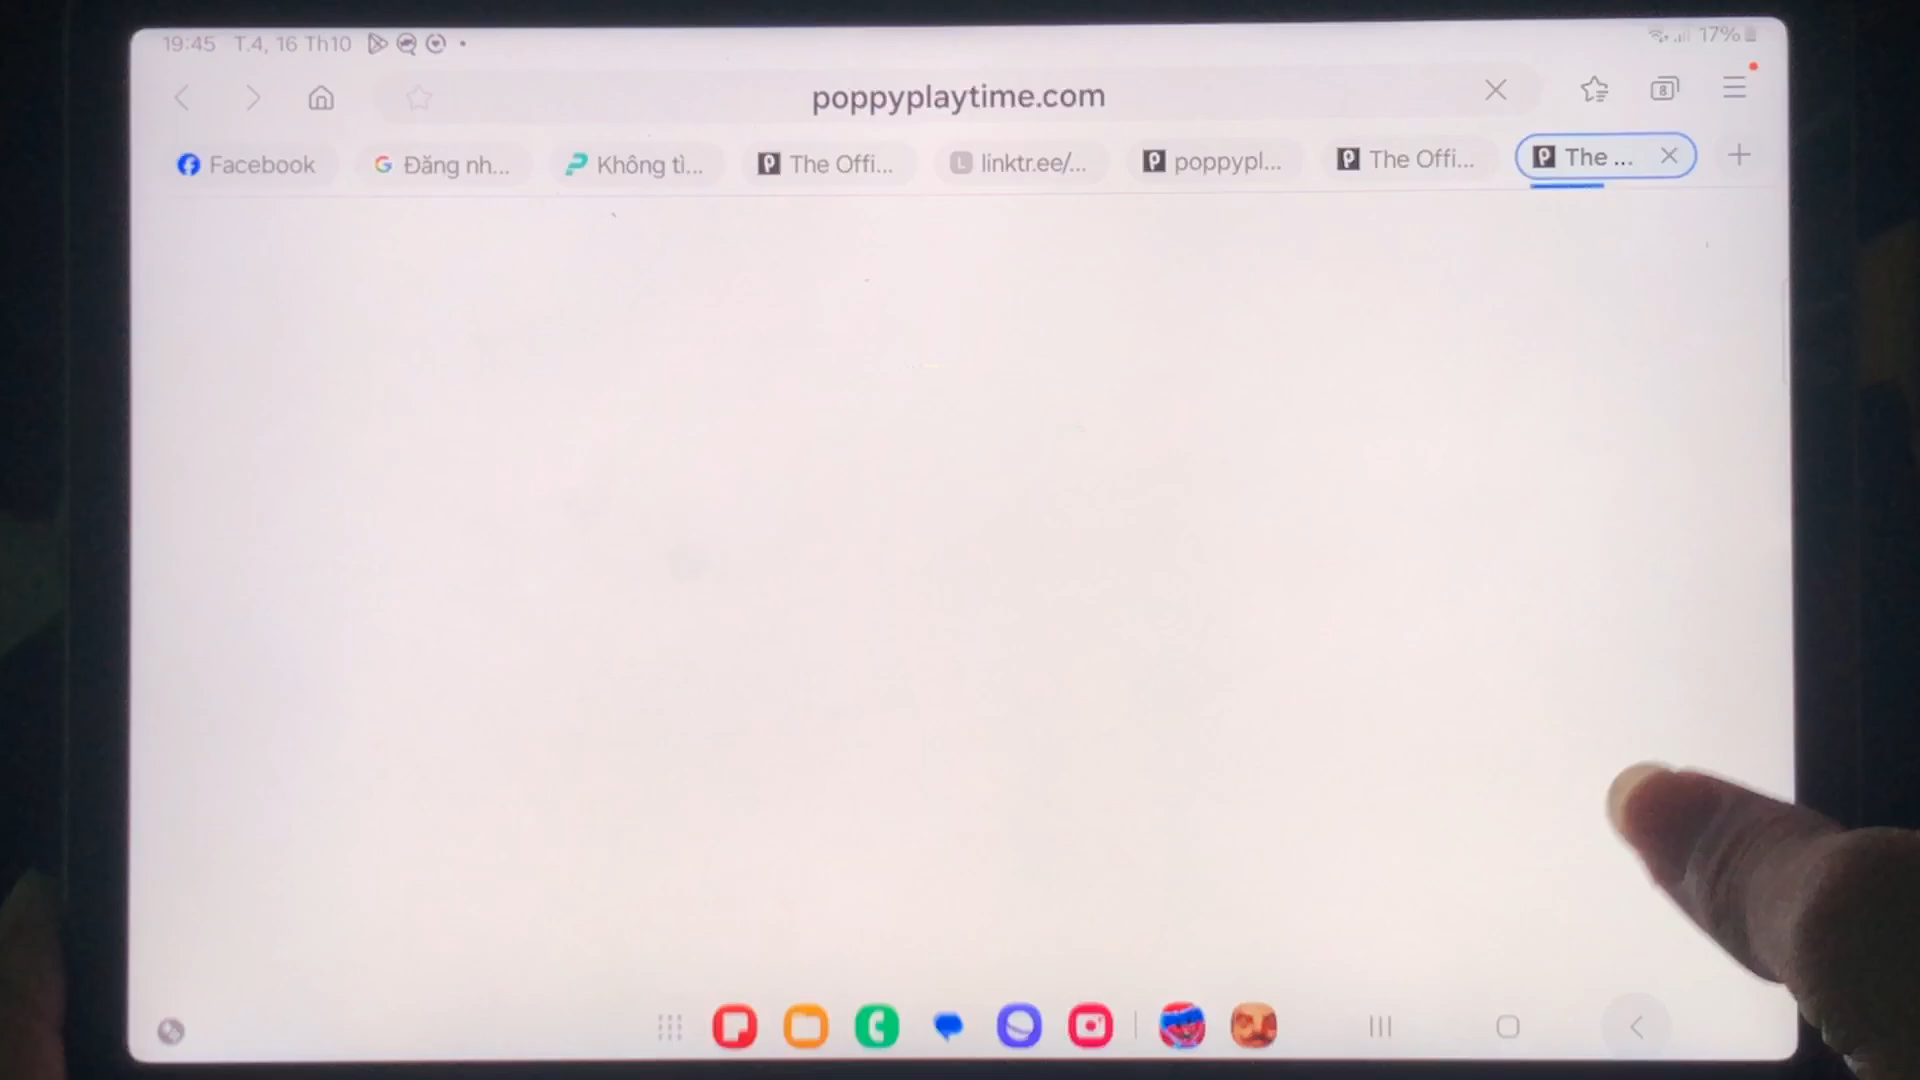 19:45 T.4, 16 Th10 17%
poppyplaytime.com
8
Facebook
G Đăng nh...
Không tì...
P The Offi...
L linktr.ee/...
P poppypl...
P The Offi...
P The ...